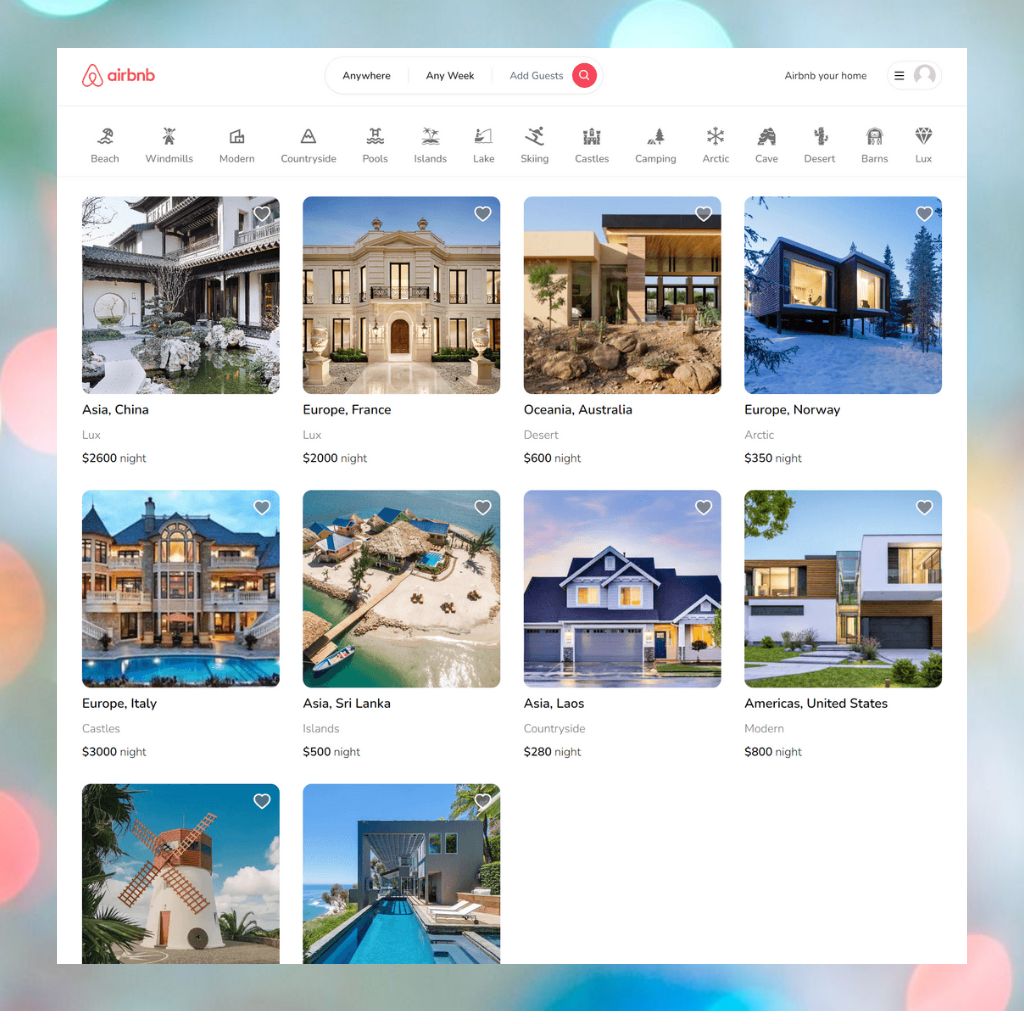 airbnb
Anywhere Any Week Add Guests
Airbnb your home
Beach Windmills Modern Countryside Pools Islands Lake Skiing Castles Camping Arctic Cave Desert Barns Lux
Asia, China
Lux
$2600 night
Europe, France
Lux
$2000 night
Oceania, Australia
Desert
$600 night
Europe, Norway
Arctic
$350 night
Europe, Italy
Castles
$3000 night
Asia, Sri Lanka
Islands
$500 night
Asia, Laos
Countryside
$280 night
Americas, United States
Modern
$800 night